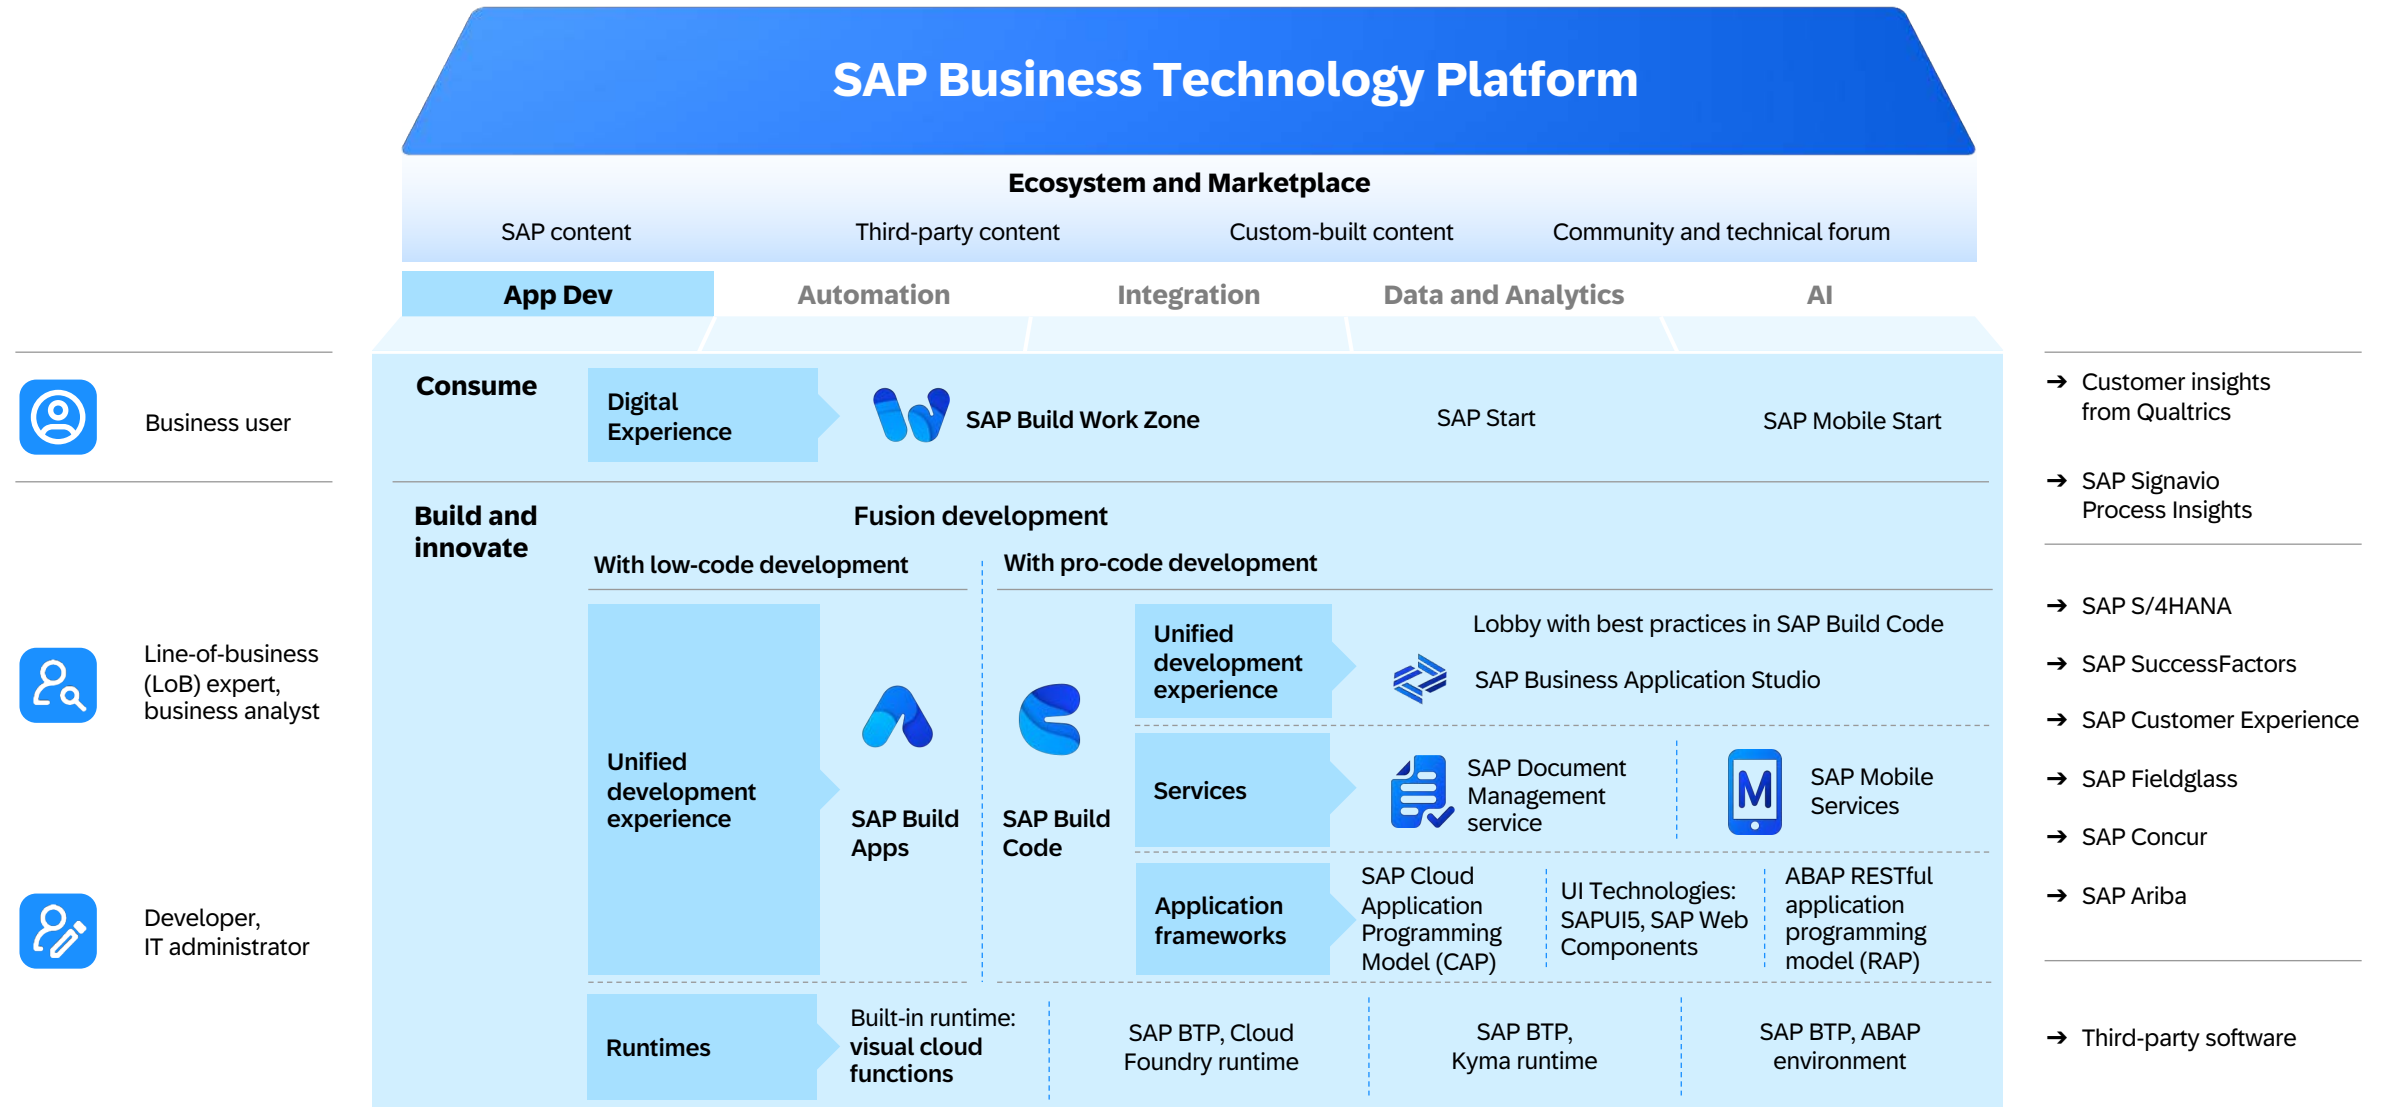 SAP Business Technology Platform
Ecosystem and Marketplace
SAP content
Third-party content
Custom-built content
Community and technical forum
App Dev
Automation
Integration
Data and Analytics
AI
Business user
Line-of-business
(LoB) expert,
business analyst
Developer,
IT administrator
Consume
Digital
Experience
SAP Build Work Zone
SAP Start
SAP Mobile Start
Build and
innovate
Fusion development
With low-code development
With pro-code development
Unified
development
experience
SAP Build
Apps
SAP Build
Code
Unified
development
experience
Lobby with best practices in SAP Build Code
SAP Business Application Studio
Services
SAP Document
Management
service
M
SAP Mobile
Services
Application
frameworks
SAP Cloud
Application
Programming
Model (CAP)
UI Technologies:
SAPUI5, SAP Web
Components
ABAP RESTful
application
programming
model (RAP)
Runtimes
Built-in runtime:
visual cloud
functions
SAP BTP, Cloud
Foundry runtime
SAP BTP,
Kyma runtime
SAP BTP, ABAP
environment
→ Customer insights
from Qualtrics
→ SAP Signavio
Process Insights
→ SAP S/4HANA
→ SAP SuccessFactors
→ SAP Customer Experience
→ SAP Fieldglass
→ SAP Concur
→ SAP Ariba
→ Third-party software